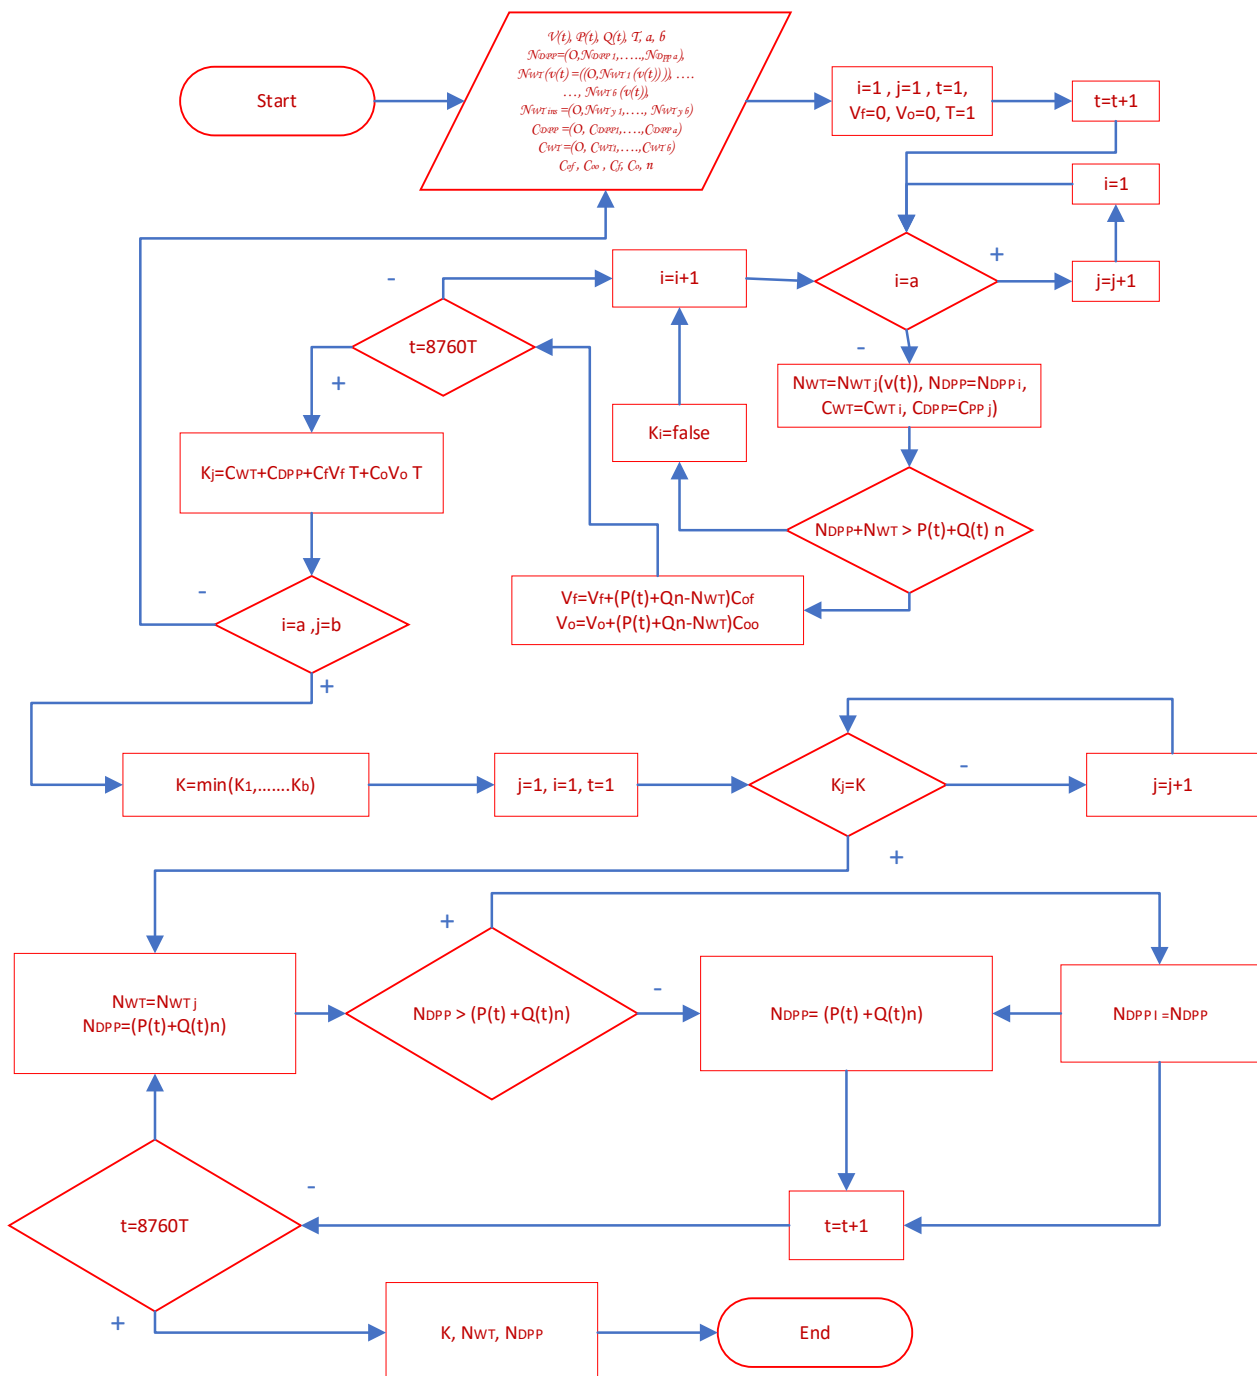 Start
V(t), P(t), Q(t), T, a, b
NDPP=(O,NDPP 1,.....,NDpp a),
NWT (v(t) =((O,NWT 1 (v(t)))), ....
..., NWT b (v(t)),
NWT ins =(O,NWT y 1,...., NWT y b)
CDPP =(O, CDPP1,....,CDPP a)
CWT =(O, CWT1,....,CWT b)
Cof , Coo , Cf, Co, n
i=1 , j=1 , t=1,
Vf=0, Vo=0, T=1
t=t+1
i=1
j=j+1
+
i=a
i=i+1
-
t=8760T
+
-
NWT=NWT j(v(t)), NDPP=NDPP i,
CWT=CWT i, CDPP=CPP j)
Ki=false
Kj=CWT+CDPP+CfVf T+CoVo T
NDPP+NWT > P(t)+Q(t) n
Vf=Vf+(P(t)+Qn-NWT)Cof
Vo=Vo+(P(t)+Qn-NWT)Coo
-
i=a ,j=b
+
K=min(K1,.......Kb)
j=1, i=1, t=1
Kj=K
-
j=j+1
+
NWT=NWT j
NDPP=(P(t)+Q(t)n)
+
NDPP > (P(t) +Q(t)n)
-
NDPP= (P(t) +Q(t)n)
NDPP I =NDPP
t=8760T
-
t=t+1
+
K, NWT, NDPP
End